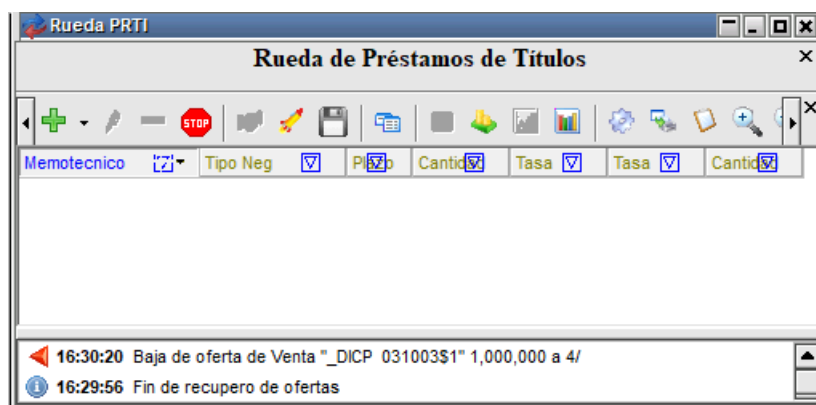 Rueda PRTI
Rueda de Préstamos de Títulos
STOP
Memotecnico Tipo Neg Plazo Cantidad Tasa Tasa Cantidad
16:30:20 Baja de oferta de Venta "_DICP 031003$1" 1,000,000 a 4/
16:29:56 Fin de recupero de ofertas